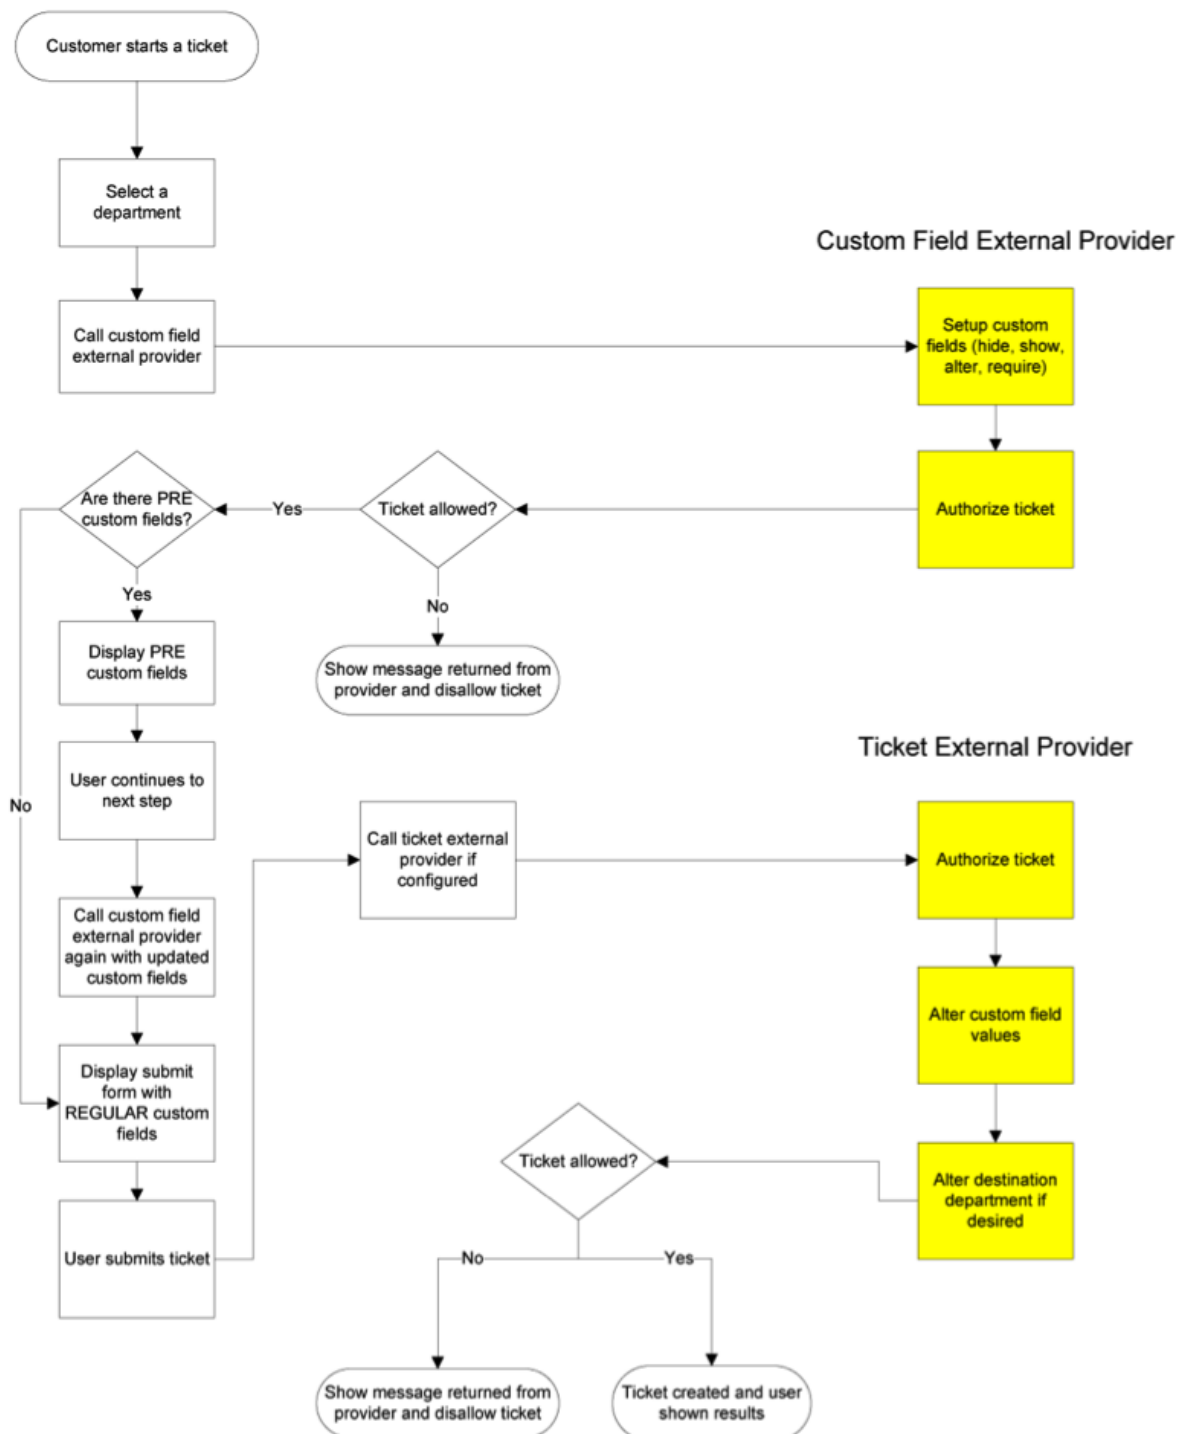 Customer starts a ticket
Select a
department
Custom Field External Provider
Call custom field
external provider
Setup custom
fields (hide, show,
alter, require)
Are there PRE
custom fields?
Yes
Ticket allowed?
Authorize ticket
Yes
No
Display PRE
custom fields
Show message returned from
provider and disallow ticket
Ticket External Provider
User continues to
next step
No
Call ticket external
provider if
configured
Authorize ticket
Call custom field
external provider
again with updated
custom fields
Alter custom field
values
Display submit
form with
REGULAR custom
fields
Ticket allowed?
Alter destination
department if
desired
User submits ticket
No
Yes
Show message returned from
provider and disallow ticket
Ticket created and user
shown results